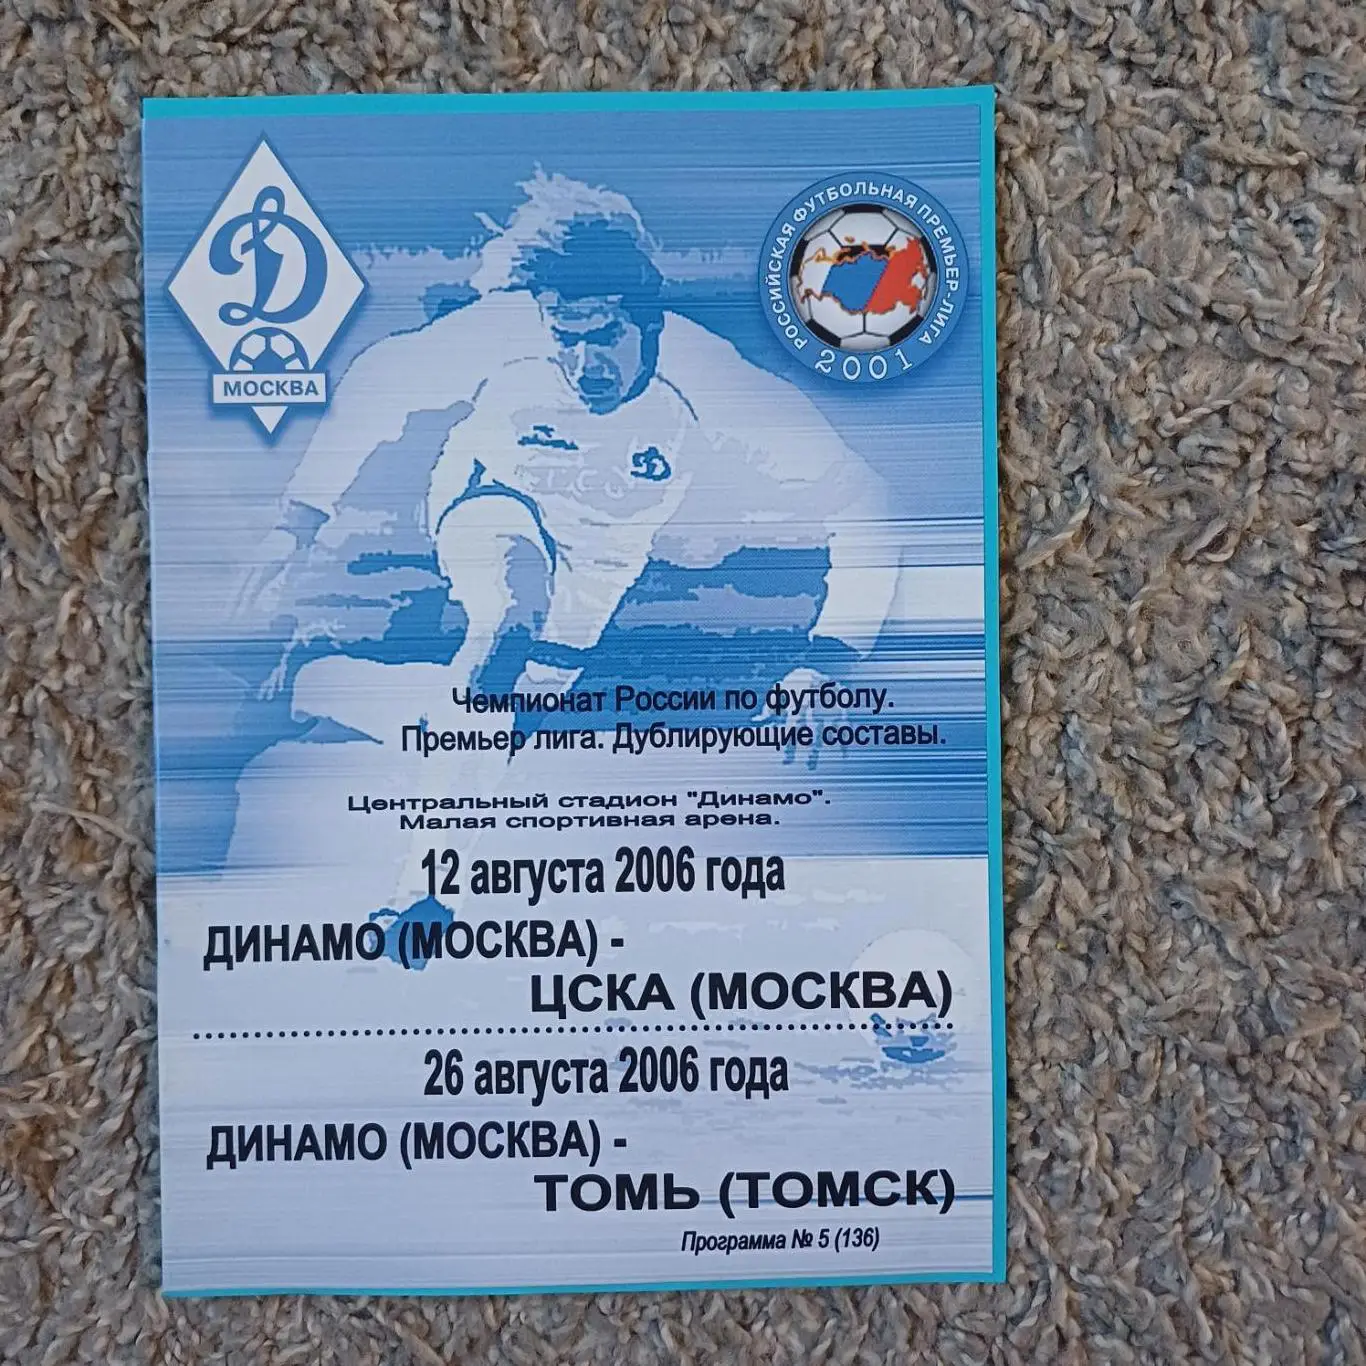 Д
МОСКВА
РОССИЙСКАЯ ФУТБОЛЬНАЯ ПРЕМЬЕР-ЛИГА
2001
Д
Чемпионат России по футболу.
Премьер лига. Дублирующие составы.
Центральный стадион "Динамо".
Малая спортивная арена.
12 августа 2006 года
ДИНАМО (МОСКВА) -
ЦСКА (МОСКВА)
26 августа 2006 года
ДИНАМО (МОСКВА) -
ТОМЬ (ТОМСК)
Программа № 5 (136)